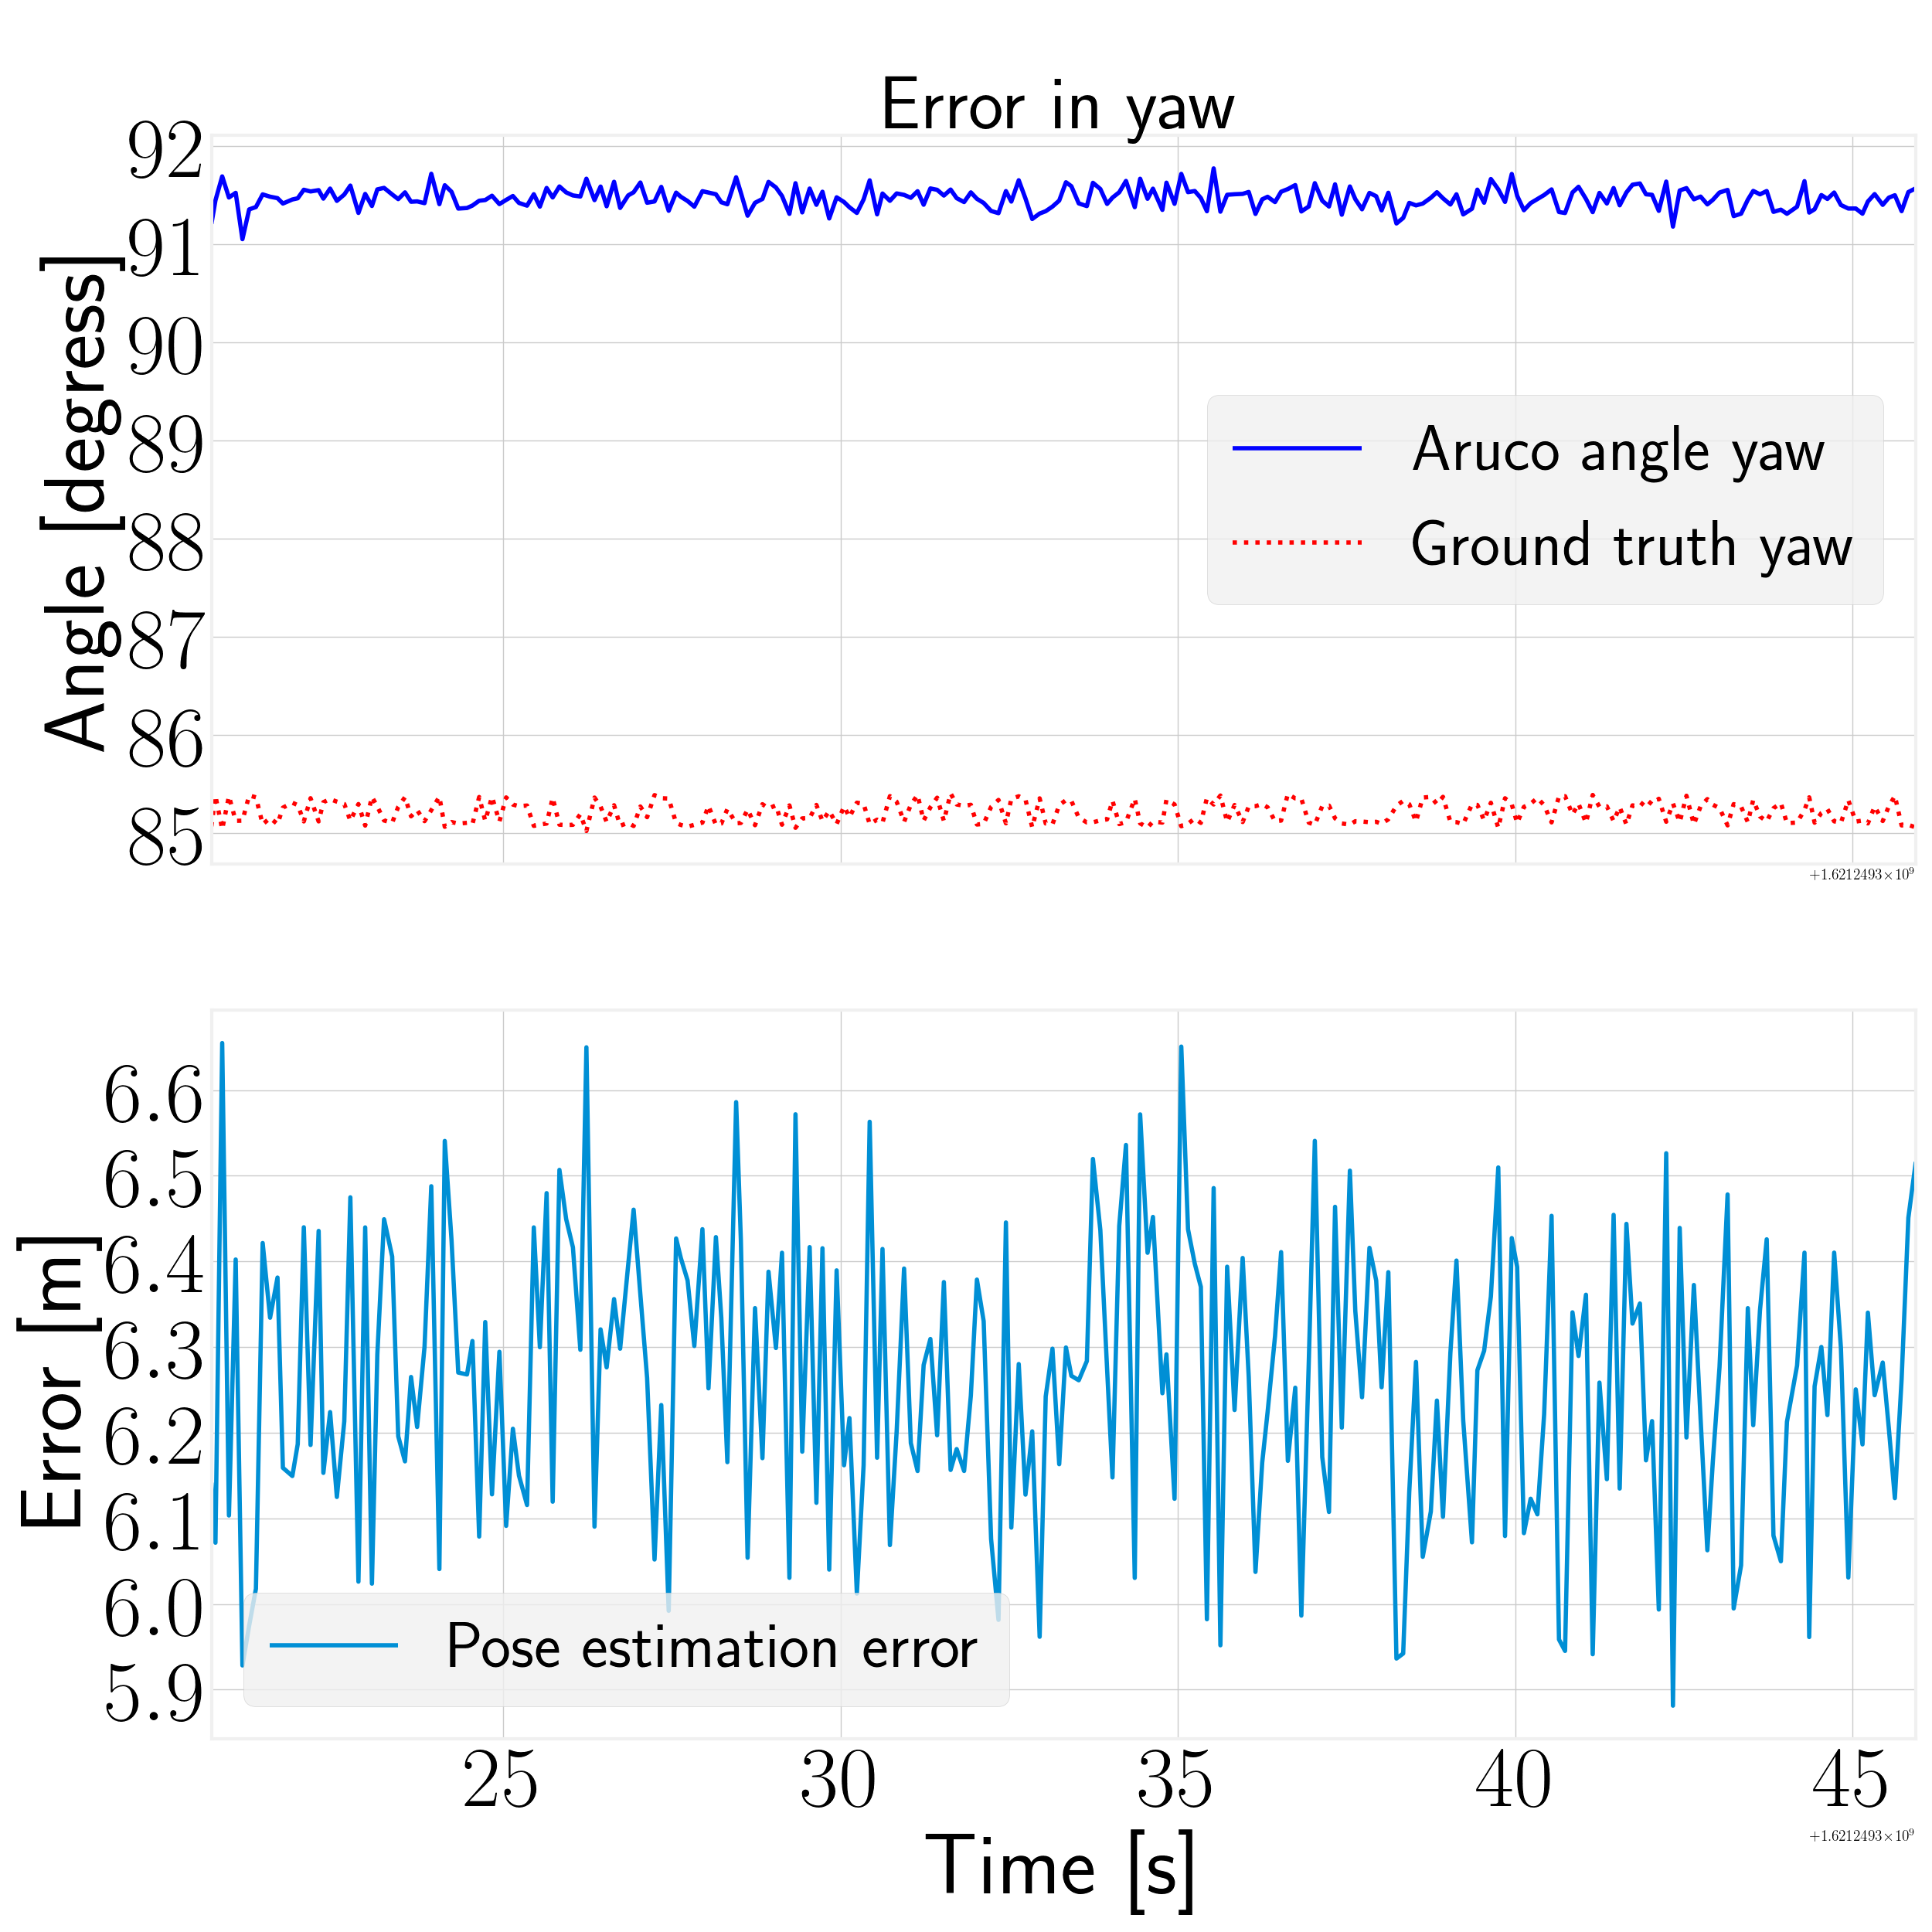 Error in yaw
92
91
90
89
88
87
86
85
Angle [degress]
Aruco angle yaw
Ground truth yaw
+1.6212493×10⁹
6.6
6.5
6.4
6.3
6.2
6.1
6.0
5.9
Error [m]
Pose estimation error
25 30 35 40 45
+1.6212493×10⁹
Time [s]